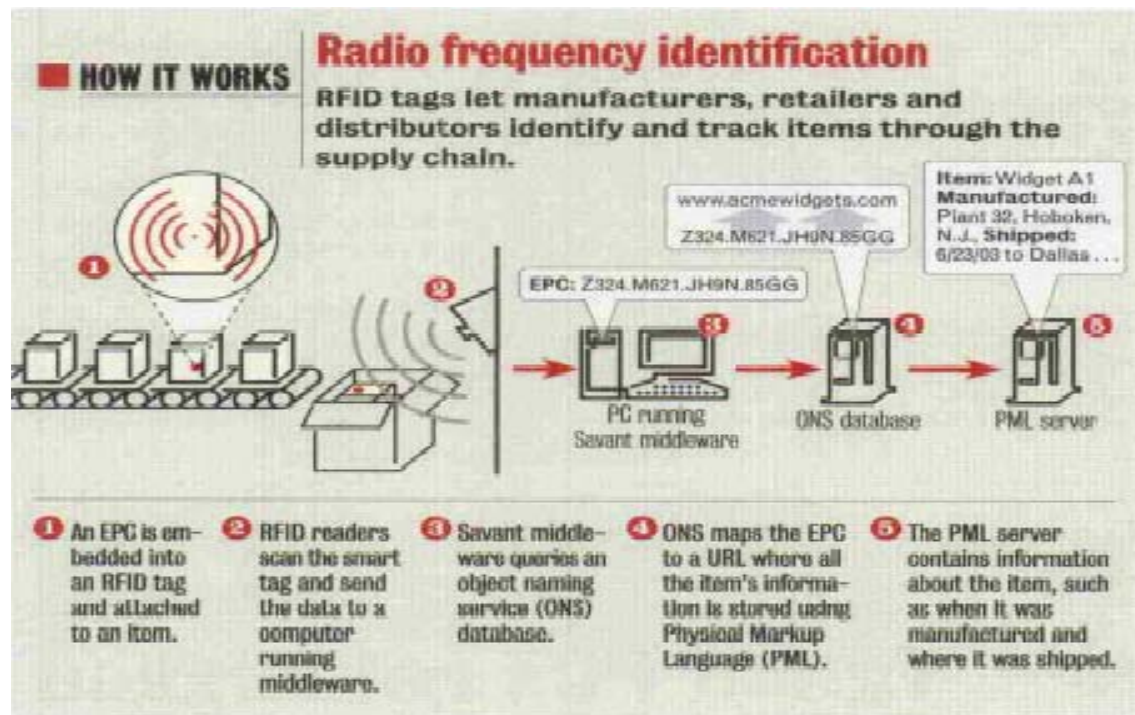 HOW IT WORKS
Radio frequency identification
RFID tags let manufacturers, retailers and
distributors identify and track items through the
supply chain.
1
2
EPC: Z324.M621.JH9N.85GG
3
PC running
Savant middleware
www.acmewidgets.com
Z324.M621.JH9N.85GG
4
ONS database
Item: Widget A1
Manufactured:
Plant 32, Hoboken,
N.J., Shipped:
6/23/03 to Dallas . . .
5
PML server
1 An EPC is em-
bedded into
an RFID tag
and attached
to an item.
2 RFID readers
scan the smart
tag and send
the data to a
computer
running
middleware.
3 Savant middle-
ware queries an
object naming
service (ONS)
database.
4 ONS maps the EPC
to a URL where all
the item's informa-
tion is stored using
Physical Markup
Language (PML).
5 The PML server
contains information
about the item, such
as when it was
manufactured and
where it was shipped.